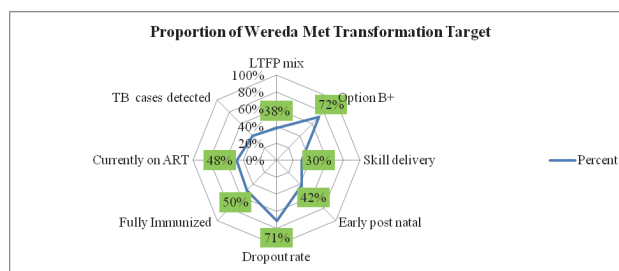 Proportion of Wereda Met Transformation Target
LTFP mix
100%
80%
60%
40%
20%
0%
38%
Option B+
72%
Skill delivery
30%
Early post natal
42%
Dropout rate
71%
Fully Immunized
50%
Currently on ART
48%
TB cases detected
Percent